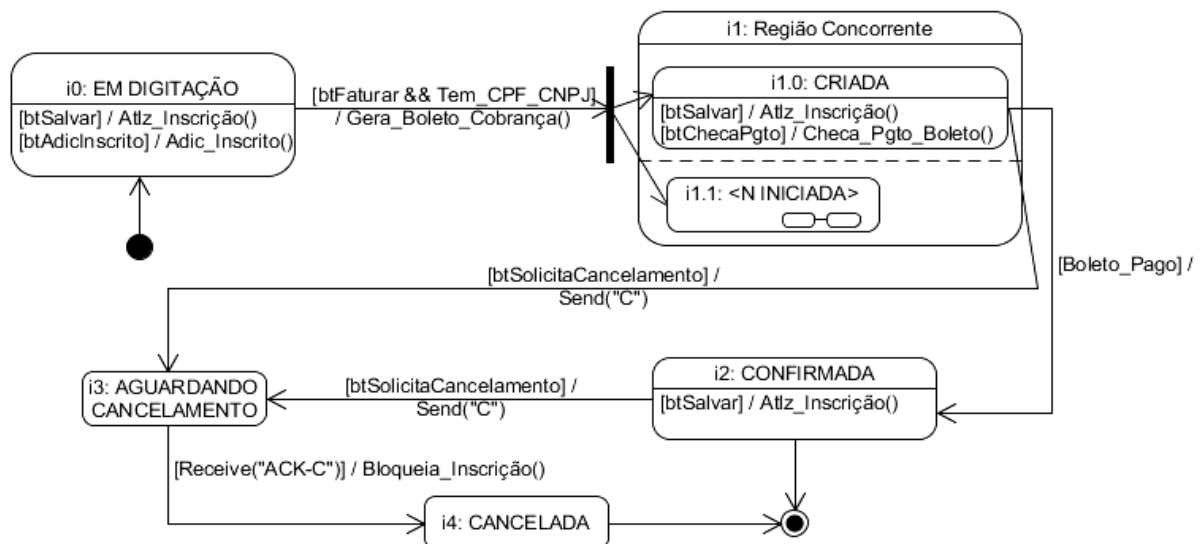 i1: Região Concorrente
i0: EM DIGITAÇÃO
[btSalvar] / Atlz_Inscrição()
[btAdicInscrito] / Adic_Inscrito()
[btFaturar && Tem_CPF_CNPJ]
/ Gera_Boleto_Cobrança()
i1.0: CRIADA
[btSalvar] / Atlz_Inscrição()
[btChecaPgto] / Checa_Pgto_Boleto()
i1.1: <N INICIADA>
[Boleto_Pago] /
[btSolicitaCancelamento] /
Send("C")
i3: AGUARDANDO
CANCELAMENTO
[btSolicitaCancelamento] /
Send("C")
i2: CONFIRMADA
[btSalvar] / Atlz_Inscrição()
[Receive("ACK-C")] / Bloqueia_Inscrição()
i4: CANCELADA